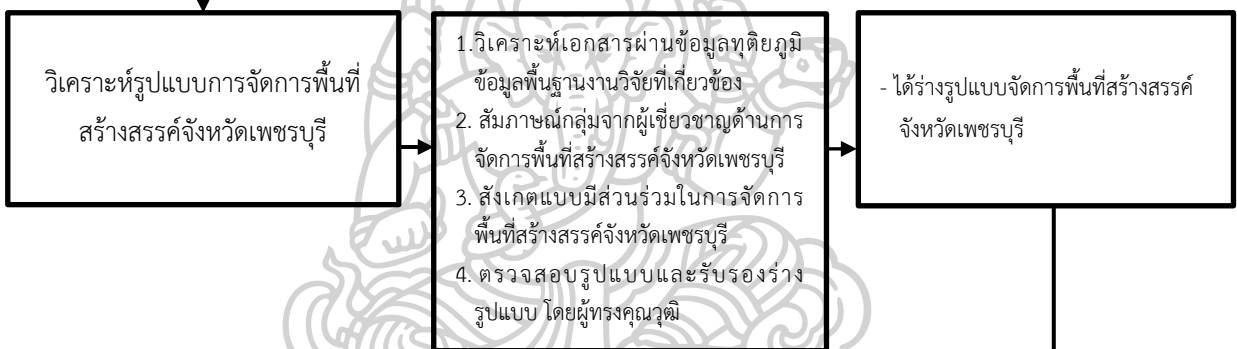 วิเคราะห์รูปแบบการจัดการพื้นที่
สร้างสรรค์จังหวัดเพชรบุรี
1.วิเคราะห์เอกสารผ่านข้อมูลทุติยภูมิ
ข้อมูลพื้นฐานงานวิจัยที่เกี่ยวข้อง
2. สัมภาษณ์กลุ่มจากผู้เชี่ยวชาญด้านการ
จัดการพื้นที่สร้างสรรค์จังหวัดเพชรบุรี
3. สังเกตแบบมีส่วนร่วมในการจัดการ
พื้นที่สร้างสรรค์จังหวัดเพชรบุรี
4. ตรวจสอบรูปแบบและรับรองร่าง
รูปแบบ โดยผู้ทรงคุณวุฒิ
- ได้ร่างรูปแบบจัดการพื้นที่สร้างสรรค์
จังหวัดเพชรบุรี